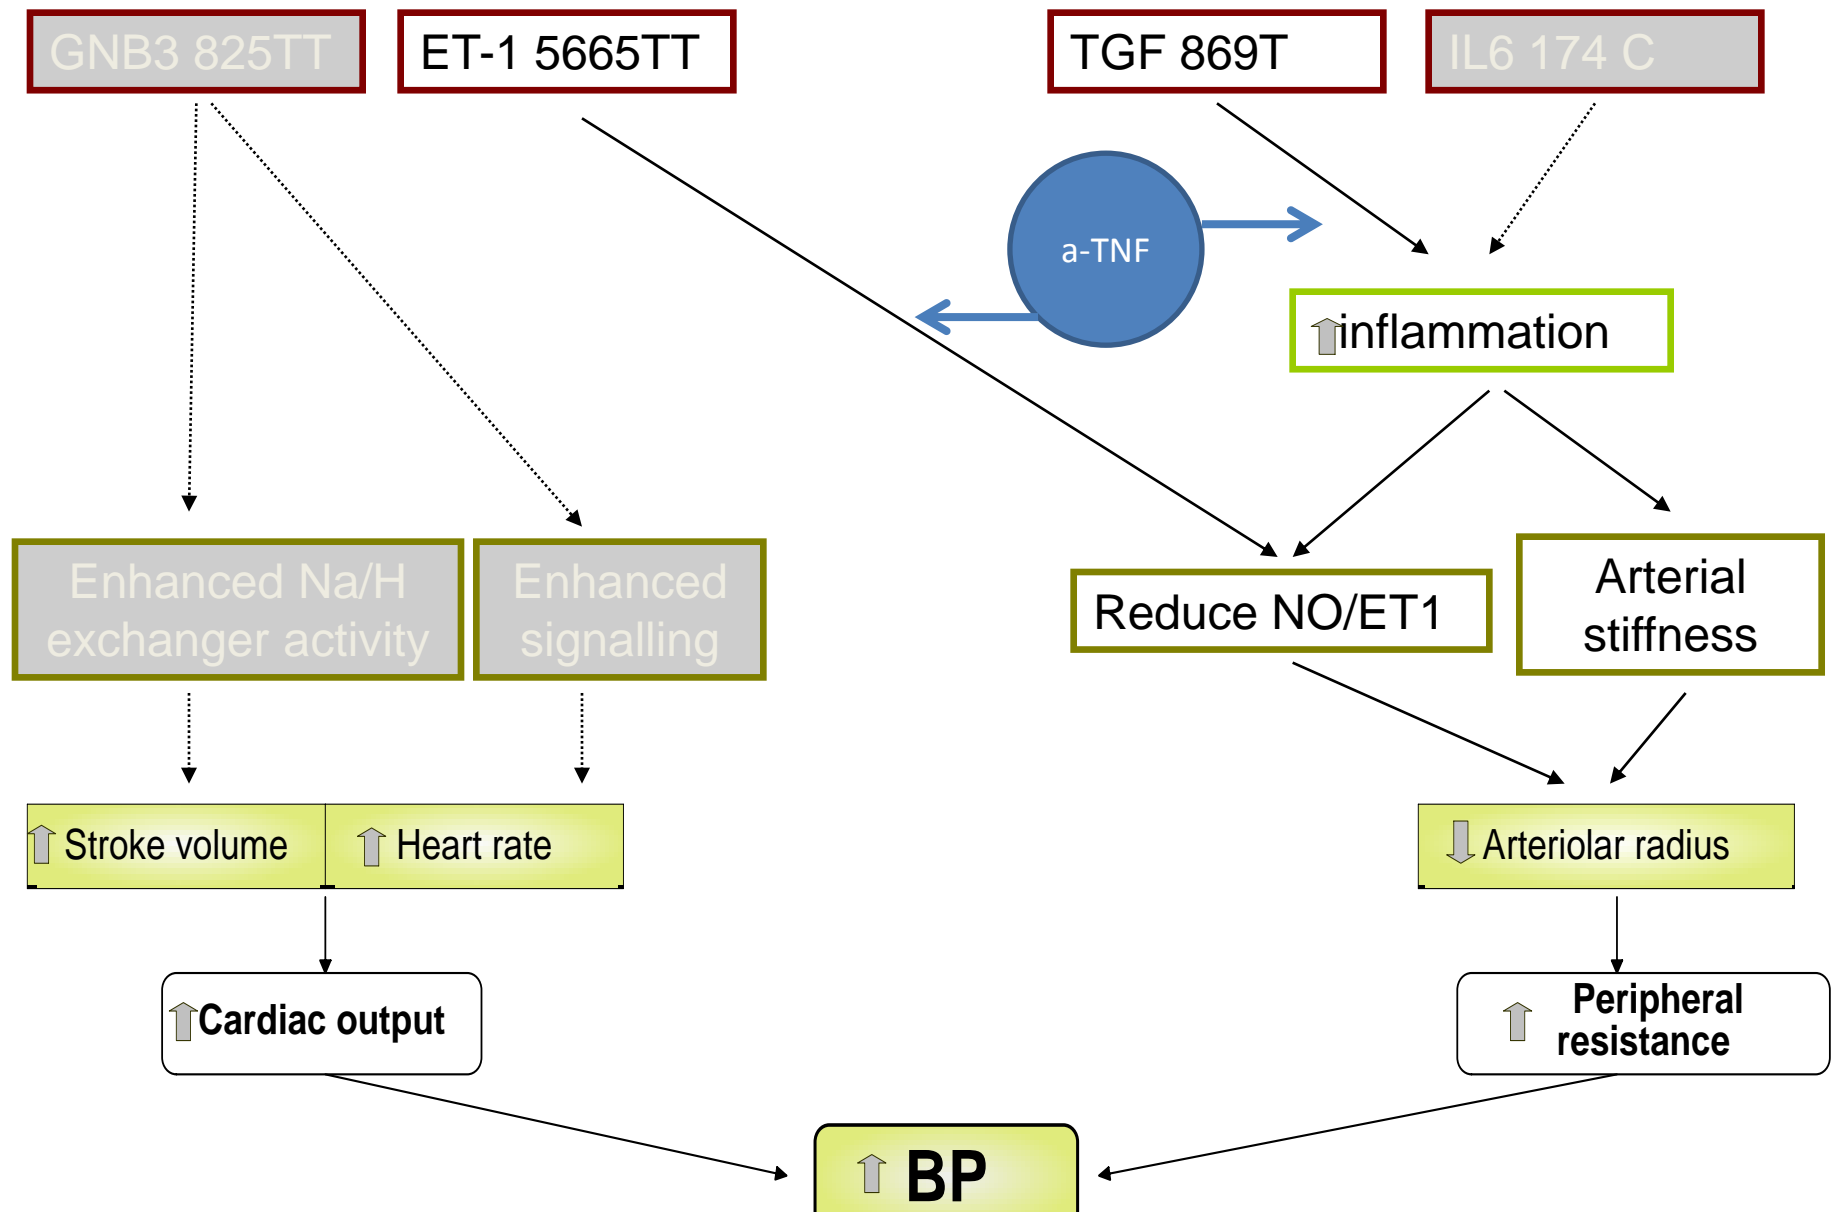 GNB3 825TT
ET-1 5665TT
TGF 869T
IL6 174 C
a-TNF
inflammation
Enhanced Na/H
exchanger activity
Enhanced
signalling
Reduce NO/ET1
Arterial
stiffness
Stroke volume
Heart rate
Arteriolar radius
Cardiac output
Peripheral
resistance
BP